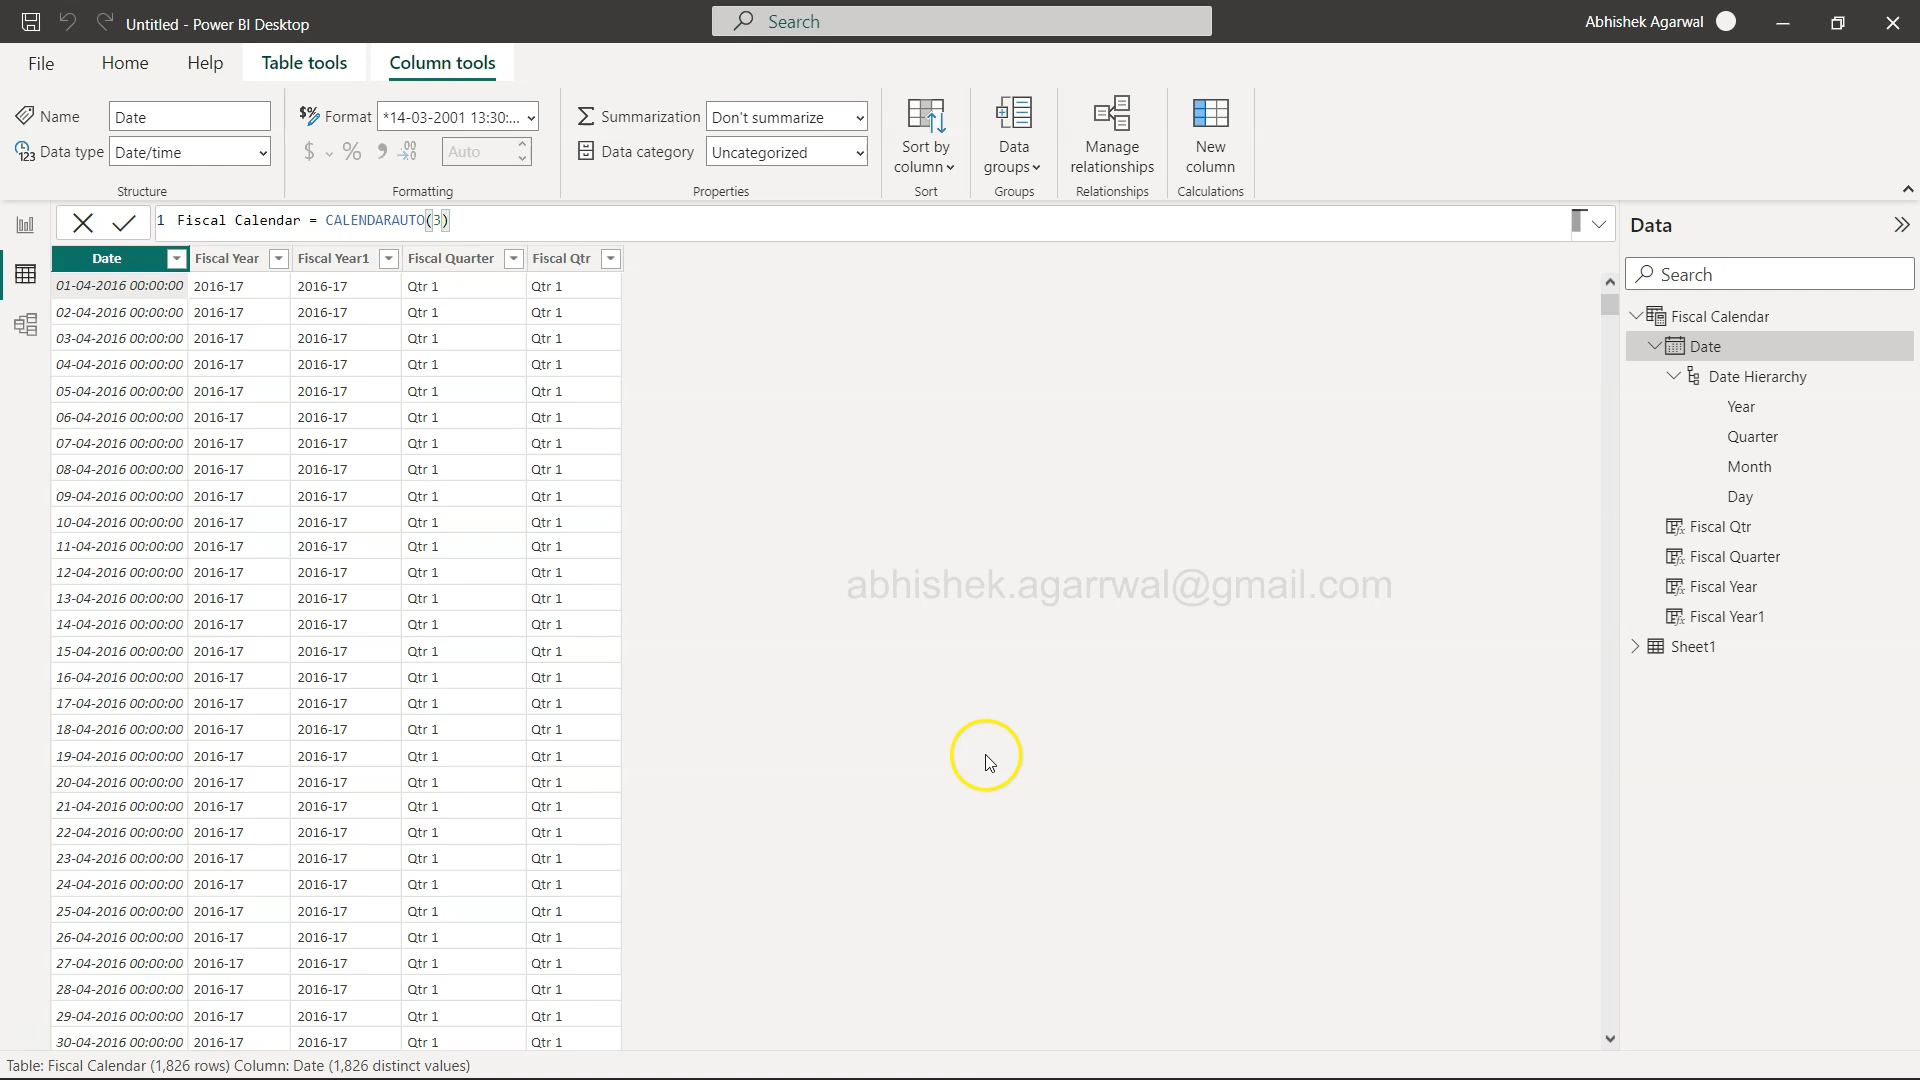 Untitled - Power BI Desktop
Search
Abhishek Agarwal
File Home Help Table tools Column tools
Name Date
Data type Date/time
Structure
Format *14-03-2001 13:30:...
$ % Auto
Formatting
Summarization Don't summarize
Data category Uncategorized
Properties
Sort by
column
Sort
Data
groups
Groups
Manage
relationships
Relationships
New
column
Calculations
1 Fiscal Calendar = CALENDARAUTO(3)
Date Fiscal Year Fiscal Year1 Fiscal Quarter Fiscal Qtr
01-04-2016 00:00:00 2016-17 2016-17 Qtr 1 Qtr 1
02-04-2016 00:00:00 2016-17 2016-17 Qtr 1 Qtr 1
03-04-2016 00:00:00 2016-17 2016-17 Qtr 1 Qtr 1
04-04-2016 00:00:00 2016-17 2016-17 Qtr 1 Qtr 1
05-04-2016 00:00:00 2016-17 2016-17 Qtr 1 Qtr 1
06-04-2016 00:00:00 2016-17 2016-17 Qtr 1 Qtr 1
07-04-2016 00:00:00 2016-17 2016-17 Qtr 1 Qtr 1
08-04-2016 00:00:00 2016-17 2016-17 Qtr 1 Qtr 1
09-04-2016 00:00:00 2016-17 2016-17 Qtr 1 Qtr 1
10-04-2016 00:00:00 2016-17 2016-17 Qtr 1 Qtr 1
11-04-2016 00:00:00 2016-17 2016-17 Qtr 1 Qtr 1
12-04-2016 00:00:00 2016-17 2016-17 Qtr 1 Qtr 1
13-04-2016 00:00:00 2016-17 2016-17 Qtr 1 Qtr 1
14-04-2016 00:00:00 2016-17 2016-17 Qtr 1 Qtr 1
15-04-2016 00:00:00 2016-17 2016-17 Qtr 1 Qtr 1
16-04-2016 00:00:00 2016-17 2016-17 Qtr 1 Qtr 1
17-04-2016 00:00:00 2016-17 2016-17 Qtr 1 Qtr 1
18-04-2016 00:00:00 2016-17 2016-17 Qtr 1 Qtr 1
19-04-2016 00:00:00 2016-17 2016-17 Qtr 1 Qtr 1
20-04-2016 00:00:00 2016-17 2016-17 Qtr 1 Qtr 1
21-04-2016 00:00:00 2016-17 2016-17 Qtr 1 Qtr 1
22-04-2016 00:00:00 2016-17 2016-17 Qtr 1 Qtr 1
23-04-2016 00:00:00 2016-17 2016-17 Qtr 1 Qtr 1
24-04-2016 00:00:00 2016-17 2016-17 Qtr 1 Qtr 1
25-04-2016 00:00:00 2016-17 2016-17 Qtr 1 Qtr 1
26-04-2016 00:00:00 2016-17 2016-17 Qtr 1 Qtr 1
27-04-2016 00:00:00 2016-17 2016-17 Qtr 1 Qtr 1
28-04-2016 00:00:00 2016-17 2016-17 Qtr 1 Qtr 1
29-04-2016 00:00:00 2016-17 2016-17 Qtr 1 Qtr 1
30-04-2016 00:00:00 2016-17 2016-17 Qtr 1 Qtr 1
abhishek.agarrwal@gmail.com
Data
Search
Fiscal Calendar
Date
Date Hierarchy
Year
Quarter
Month
Day
Fiscal Qtr
Fiscal Quarter
Fiscal Year
Fiscal Year1
Sheet1
Table: Fiscal Calendar (1,826 rows) Column: Date (1,826 distinct values)